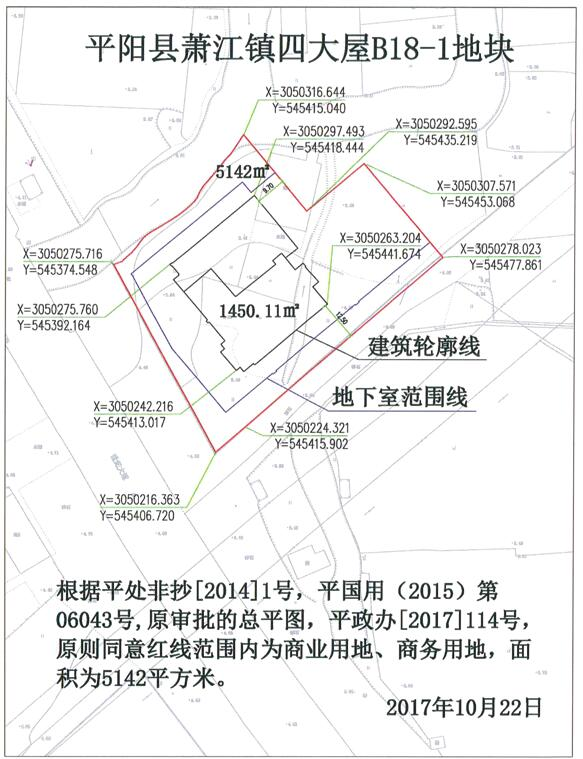 平阳县萧江镇四大屋B18-1地块
X=3050316.644
Y=545415.040
X=3050297.493
Y=545418.444
X=3050292.595
Y=545435.219
5142m²
9.70
X=3050307.571
Y=545453.068
X=3050263.204
Y=545441.674
X=3050278.023
Y=545477.861
X=3050275.716
Y=545374.548
X=3050275.760
Y=545392.164
1450.11m²
12.50
建筑轮廓线
地下室范围线
X=3050242.216
Y=545413.017
X=3050224.321
Y=545415.902
X=3050216.363
Y=545406.720
根据平处非抄[2014]1号，平国用（2015）第
06043号,原审批的总平图，平政办[2017]114号，
原则同意红线范围内为商业用地、商务用地，面
积为5142平方米。
2017年10月22日